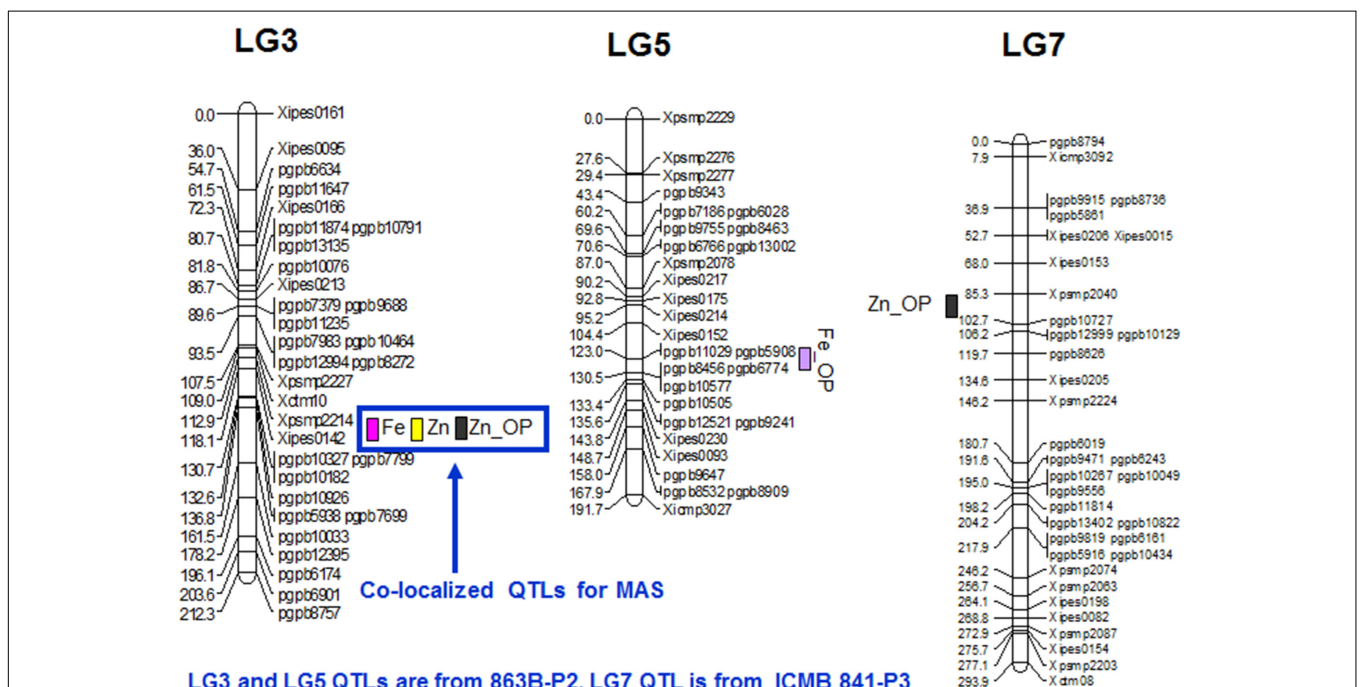 LG3
0.0 Xipes0161
36.0 Xipes0095
54.7 pgpb6634
61.5 pgpb11647
72.3 Xipes0166
80.7 pgpb11874 pgpb10791
pgpb13135
81.8 pgpb10076
86.7 Xipes0213
89.6 pgpb7379 pgpb9688
pgpb11235
93.5 pgpb7983 pgpb10464
pgpb12994 pgpb8272
107.5 Xpsmp2227
109.0 Xctm10
112.9 Xpsmp2214
118.1 Xipes0142
130.7 pgpb10327 pgpb7799
pgpb10182
132.6 pgpb10926
136.8 pgpb5938 pgpb7699
161.5 pgpb10033
178.2 pgpb12395
196.1 pgpb6174
203.6 pgpb6901
212.3 pgpb8757
Fe Zn Zn_OP
Co-localized QTLs for MAS
LG5
0.0 Xpsmp2229
27.6 Xpsmp2276
29.4 Xpsmp2277
43.4 pgpb9343
60.2 pgpb7186 pgpb6028
69.6 pgpb9755 pgpb8463
70.6 pgpb6766 pgpb13002
87.0 Xpsmp2078
90.2 Xipes0217
92.8 Xipes0175
95.2 Xipes0214
104.4 Xipes0152
123.0 pgpb11029 pgpb5908
130.5 pgpb8456 pgpb6774
pgpb10577
133.4 pgpb10505
135.6 pgpb12521 pgpb9241
143.8 Xipes0230
148.7 Xipes0093
158.0 pgpb9647
167.9 pgpb8532 pgpb8909
191.7 Xicmp3027
Fe_OP
LG7
0.0 pgpb8794
7.9 Xicmp3092
36.9 pgpb9915 pgpb8736
pgpb5861
52.7 Xipes0206 Xipes0015
68.0 Xipes0153
85.3 Xpsmp2040
102.7 pgpb10727
106.2 pgpb12999 pgpb10129
119.7 pgpb8626
134.6 Xipes0205
146.2 Xpsmp2224
180.7 pgpb6019
191.6 pgpb9471 pgpb6243
195.0 pgpb10267 pgpb10049
pgpb9556
198.2 pgpb11814
204.2 pgpb13402 pgpb10822
217.9 pgpb9819 pgpb6161
pgpb5916 pgpb10434
246.2 Xpsmp2074
256.7 Xpsmp2063
264.1 Xipes0198
268.8 Xipes0082
272.9 Xpsmp2087
275.7 Xipes0154
277.1 Xpsmp2203
293.9 Xctm08
Zn_OP
LG3 and LG5 QTLs are from 863B-P2, LG7 QTL is from ICMB 841-P3